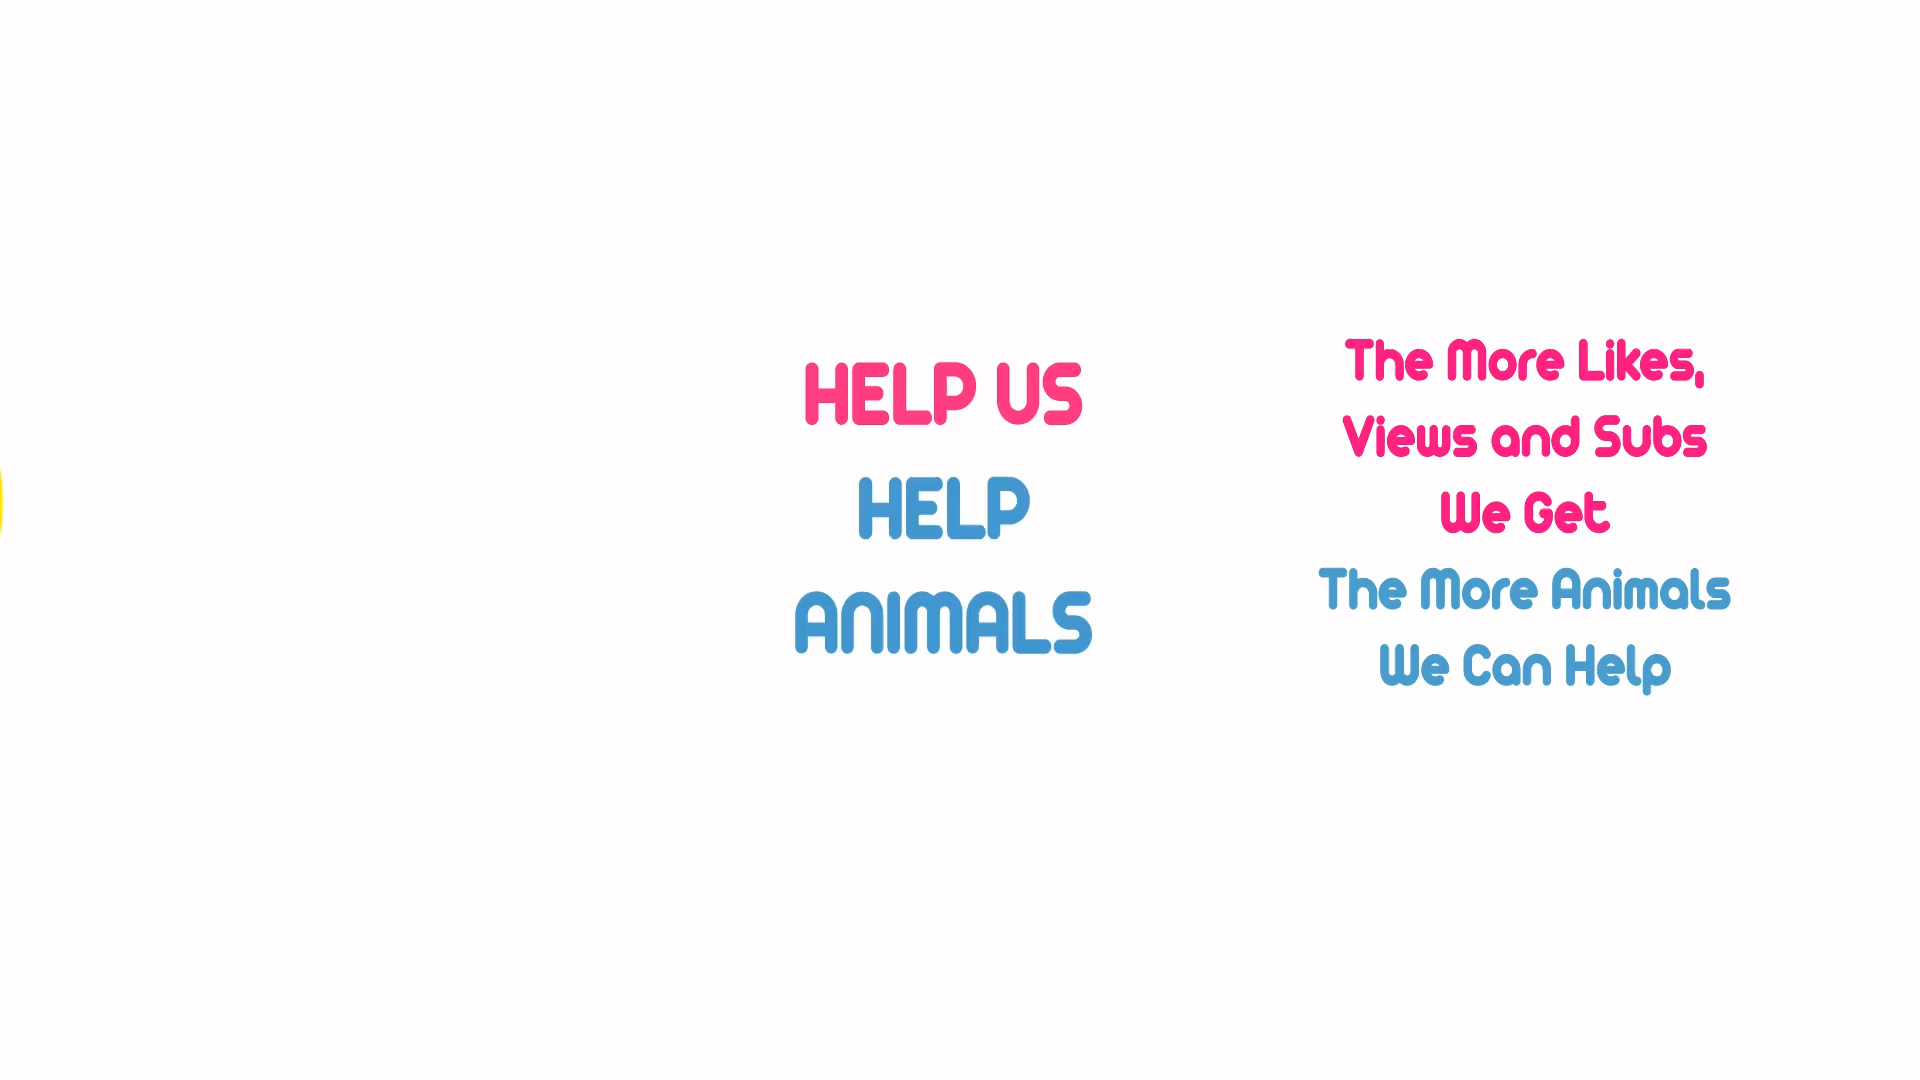 HELP US
HELP
ANIMALS
The More Likes,
Views and Subs
We Get
The More Animals
We Can Help